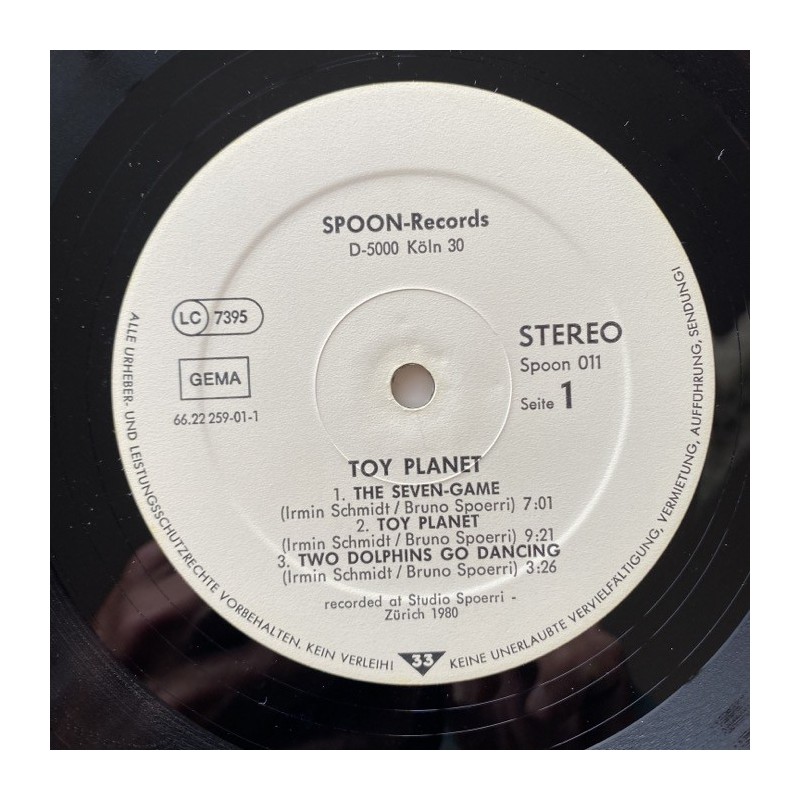 SPOON-Records
D-5000 Köln 30
LC 7395
GEMA
66.22 259-01-1
STEREO
Spoon 011
Seite 1
TOY PLANET
1. THE SEVEN-GAME
(Irmin Schmidt / Bruno Spoerri) 7:01
2. TOY PLANET
(Irmin Schmidt / Bruno Spoerri) 9:21
3. TWO DOLPHINS GO DANCING
(Irmin Schmidt / Bruno Spoerri) 3:26
recorded at Studio Spoerri -
Zürich 1980
ALLE URHEBER- UND LEISTUNGSSCHUTZRECHTE VORBEHALTEN. KEIN VERLEIH! 33 KEINE UNERLAUBTE VERVIELFÄLTIGUNG, VERMIETUNG, AUFFÜHRUNG, SENDUNG!